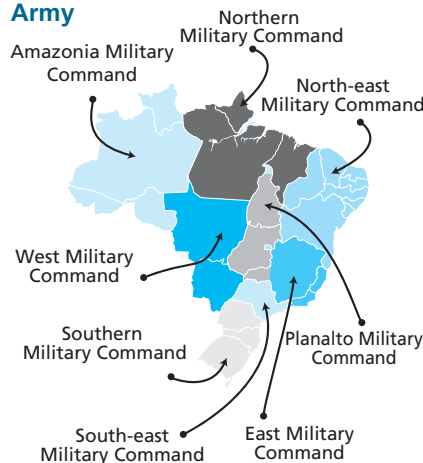 Army
Northern
Military Command
Amazonia Military
Command
North-east
Military Command
West Military
Command
Southern
Military Command
Planalto Military
Command
South-east
Military Command
East Military
Command